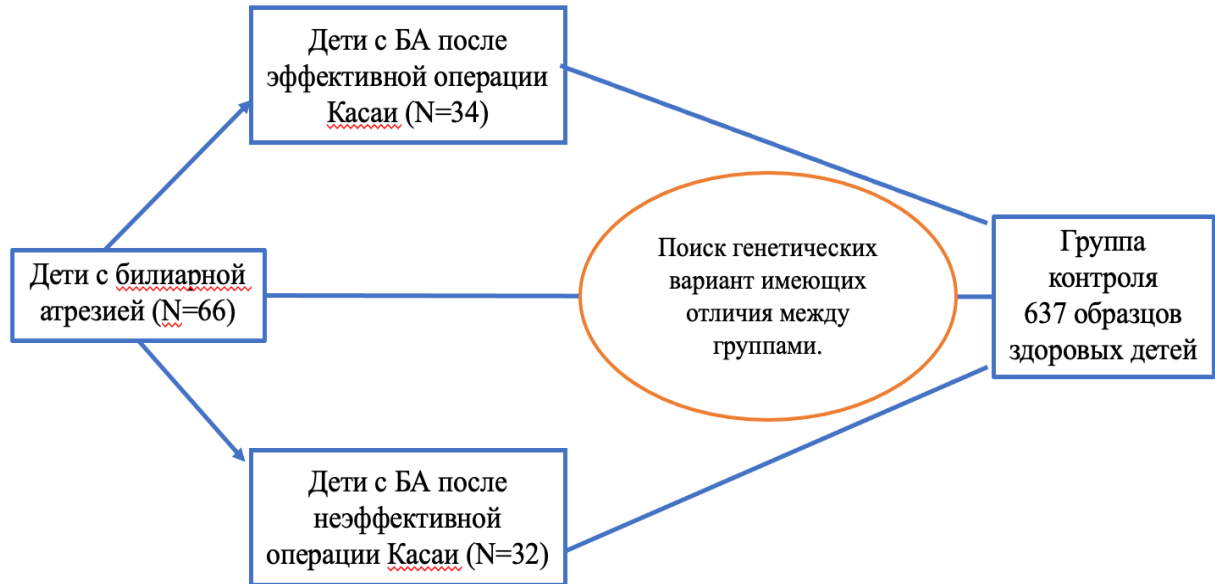 Дети с БА после
эффективной операции
Касаи (N=34)
Дети с билиарной
атрезией (N=66)
Поиск генетических
вариант имеющих
отличия между
группами.
Группа
контроля
637 образцов
здоровых детей
Дети с БА после
неэффективной
операции Касаи (N=32)